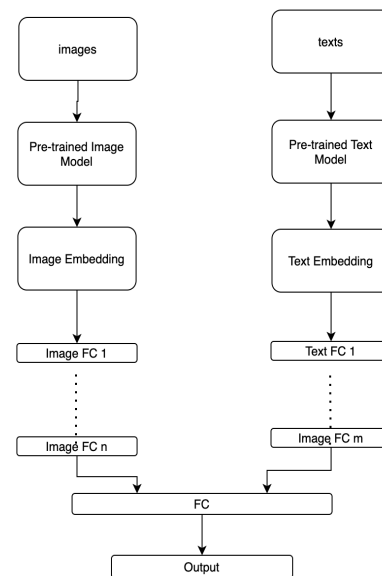 images
texts
Pre-trained Image
Model
Pre-trained Text
Model
Image Embedding
Text Embedding
Image FC 1
Text FC 1
Image FC n
Image FC m
FC
Output